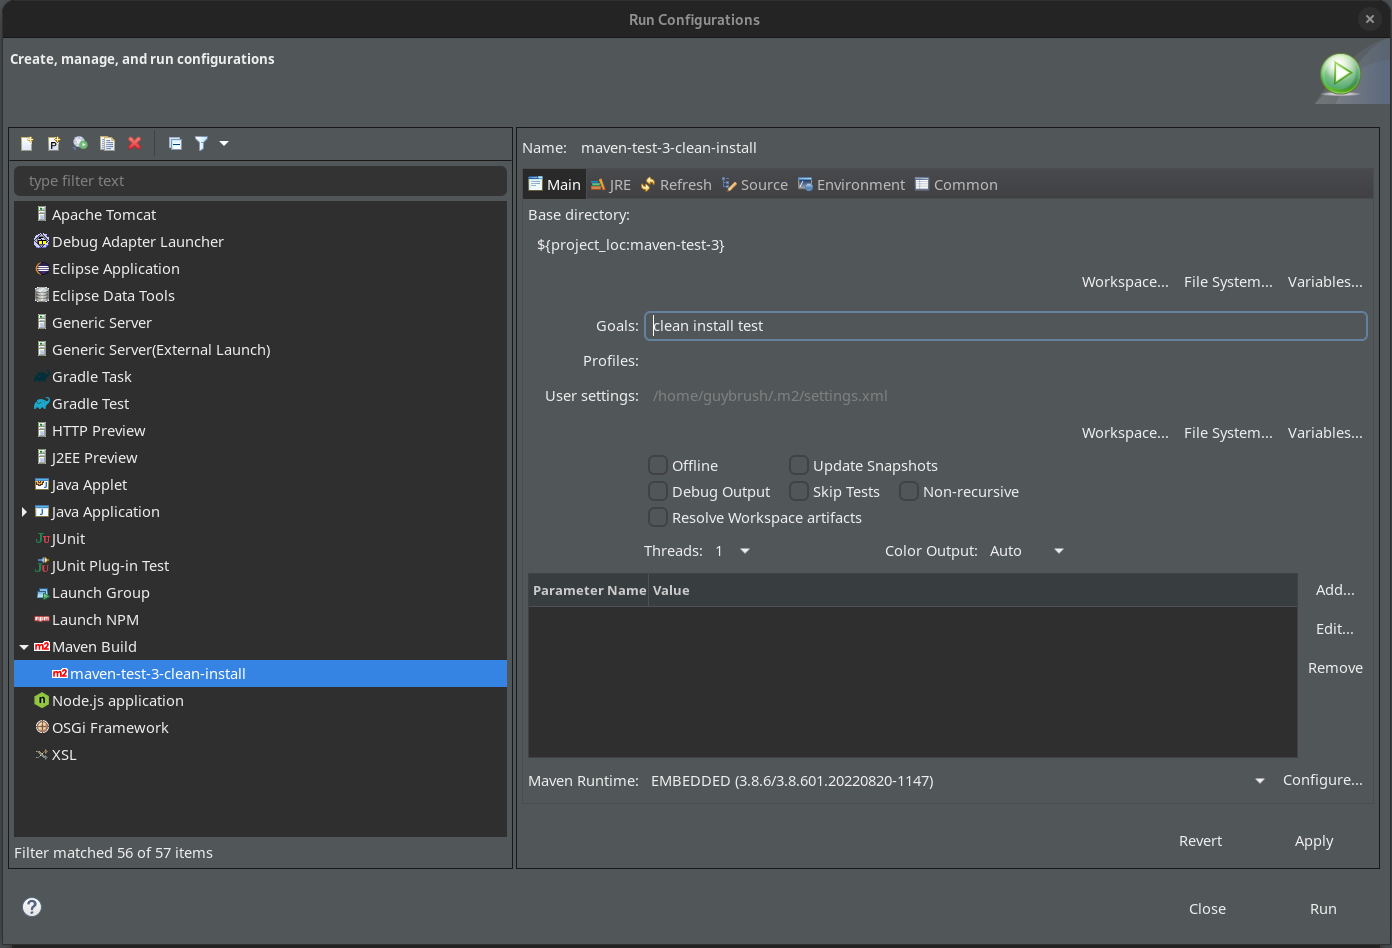 Run Configurations
Create, manage, and run configurations
type filter text
Apache Tomcat
Debug Adapter Launcher
Eclipse Application
Eclipse Data Tools
Generic Server
Generic Server(External Launch)
Gradle Task
Gradle Test
HTTP Preview
J2EE Preview
Java Applet
Java Application
JUnit
JUnit Plug-in Test
Launch Group
Launch NPM
m2 Maven Build
m2 maven-test-3-clean-install
Node.js application
OSGi Framework
XSL
Filter matched 56 of 57 items
Name: maven-test-3-clean-install
Main JRE Refresh Source Environment Common
Base directory:
${project_loc:maven-test-3}
Workspace... File System... Variables...
Goals: clean install test
Profiles:
User settings: /home/guybrush/.m2/settings.xml
Workspace... File System... Variables...
Offline Update Snapshots
Debug Output Skip Tests Non-recursive
Resolve Workspace artifacts
Threads: 1 Color Output: Auto
Parameter Name Value
Add...
Edit...
Remove
Maven Runtime: EMBEDDED (3.8.6/3.8.601.20220820-1147) Configure...
Revert Apply
? Close Run